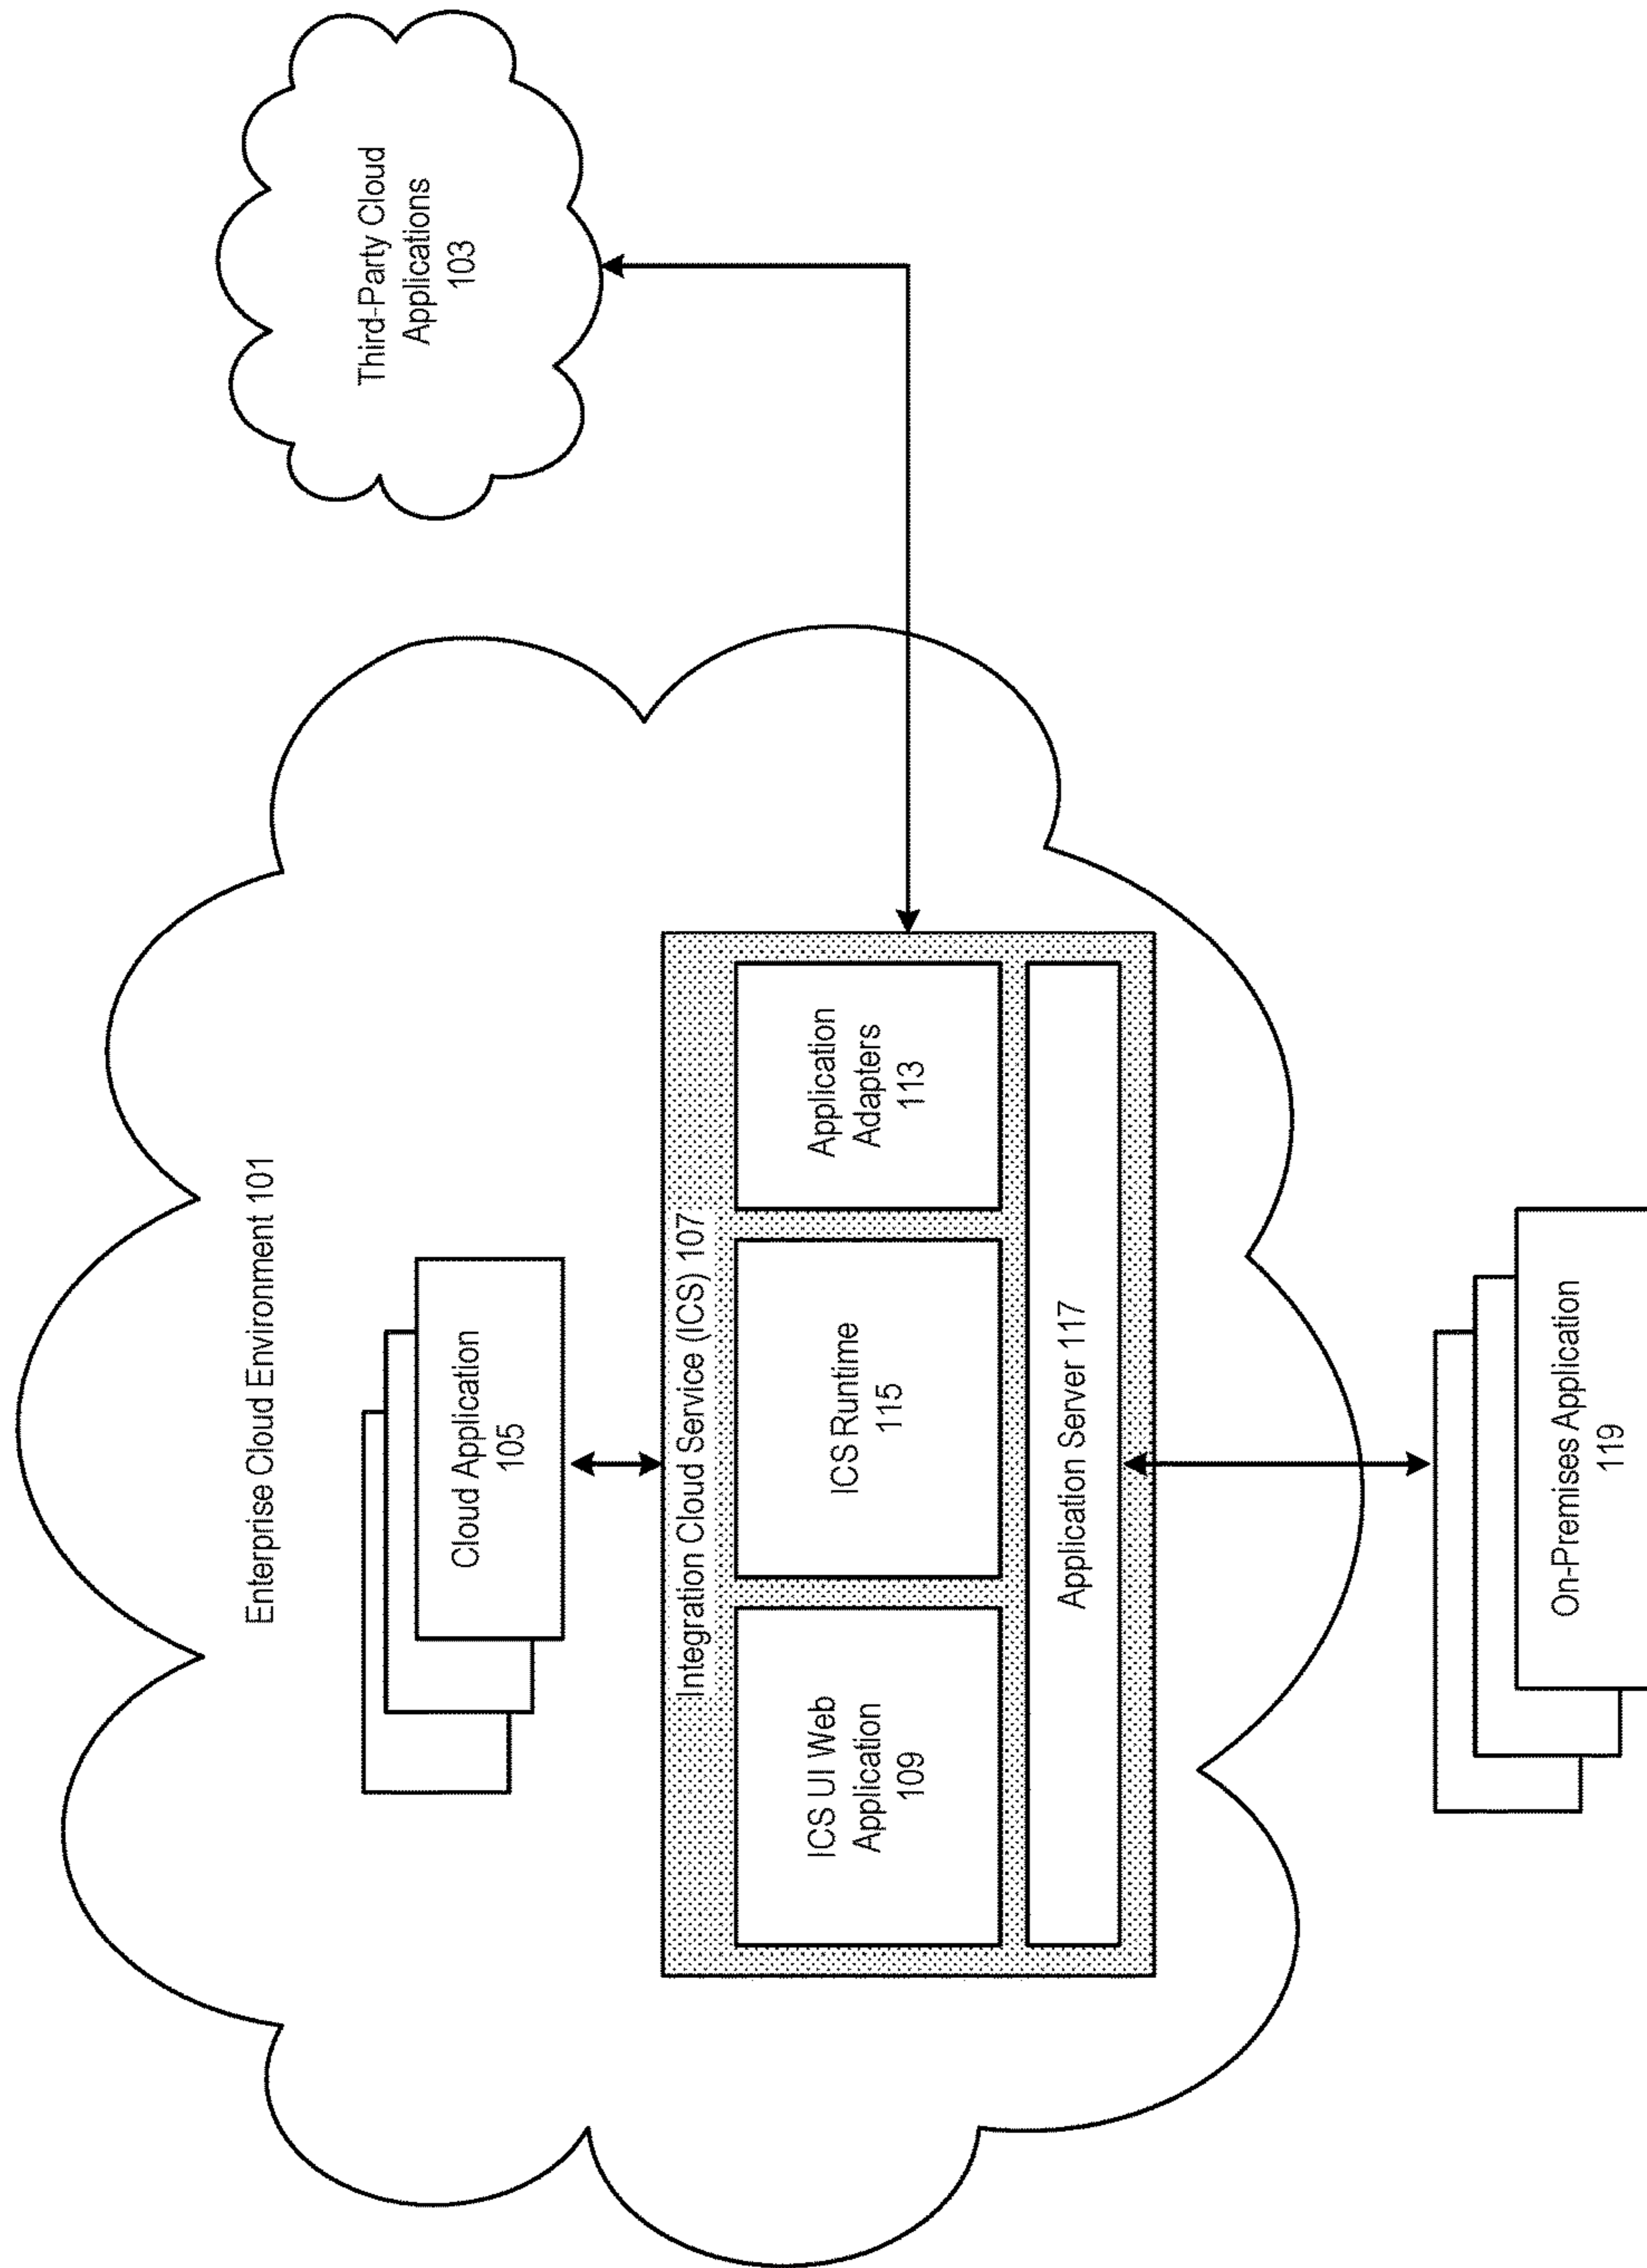 Enterprise Cloud Environment 101
Third-Party Cloud
Applications
103
Cloud Application
105
Integration Cloud Service (ICS) 107
ICS UI Web
Application
109
ICS Runtime
115
Application
Adapters
113
Application Server 117
On-Premises Application
119